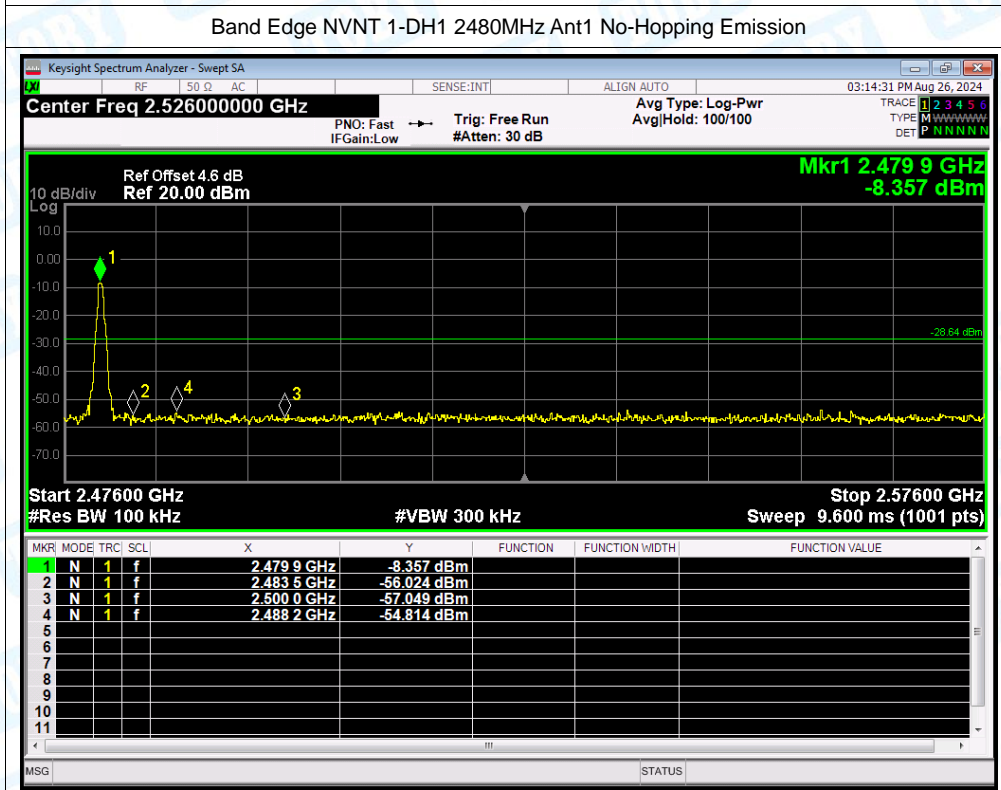 Band Edge NVNT 1-DH1 2480MHz Ant1 No-Hopping Emission
Keysight Spectrum Analyzer - Swept SA
LXI RF 50 Ω AC SENSE:INT ALIGN AUTO 03:14:31 PM Aug 26, 2024
Center Freq 2.526000000 GHz
PNO: Fast
IFGain:Low
Trig: Free Run
#Atten: 30 dB
Avg Type: Log-Pwr
Avg|Hold: 100/100
TRACE 1 2 3 4 5 6
TYPE M W W W W W
DET P N N N N N
Mkr1 2.479 9 GHz
-8.357 dBm
Ref Offset 4.6 dB
10 dB/div Ref 20.00 dBm
Log
10.0
0.00
-10.0
-20.0
-30.0
-40.0
-50.0
-60.0
-70.0
1
2
4
3
-28.64 dBm
Start 2.47600 GHz Stop 2.57600 GHz
#Res BW 100 kHz #VBW 300 kHz Sweep 9.600 ms (1001 pts)
MKR MODE TRC SCL X Y FUNCTION FUNCTION WIDTH FUNCTION VALUE
1 N 1 f 2.479 9 GHz -8.357 dBm
2 N 1 f 2.483 5 GHz -56.024 dBm
3 N 1 f 2.500 0 GHz -57.049 dBm
4 N 1 f 2.488 2 GHz -54.814 dBm
5
6
7
8
9
10
11
MSG STATUS